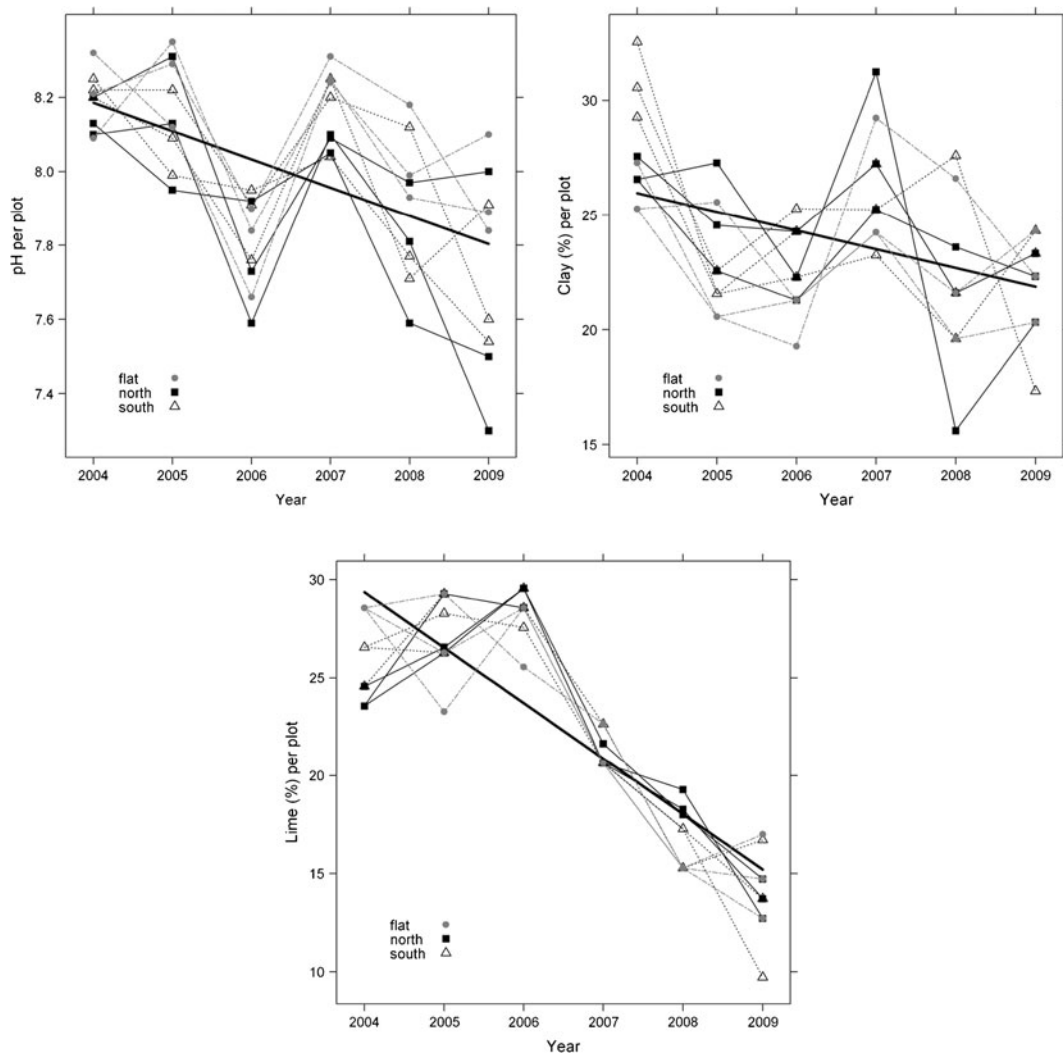 pH per plot
8.2
8.0
7.8
7.6
7.4
flat
north
south
2004 2005 2006 2007 2008 2009
Year
Clay (%) per plot
30
25
20
15
flat
north
south
2004 2005 2006 2007 2008 2009
Year
Lime (%) per plot
30
25
20
15
10
flat
north
south
2004 2005 2006 2007 2008 2009
Year